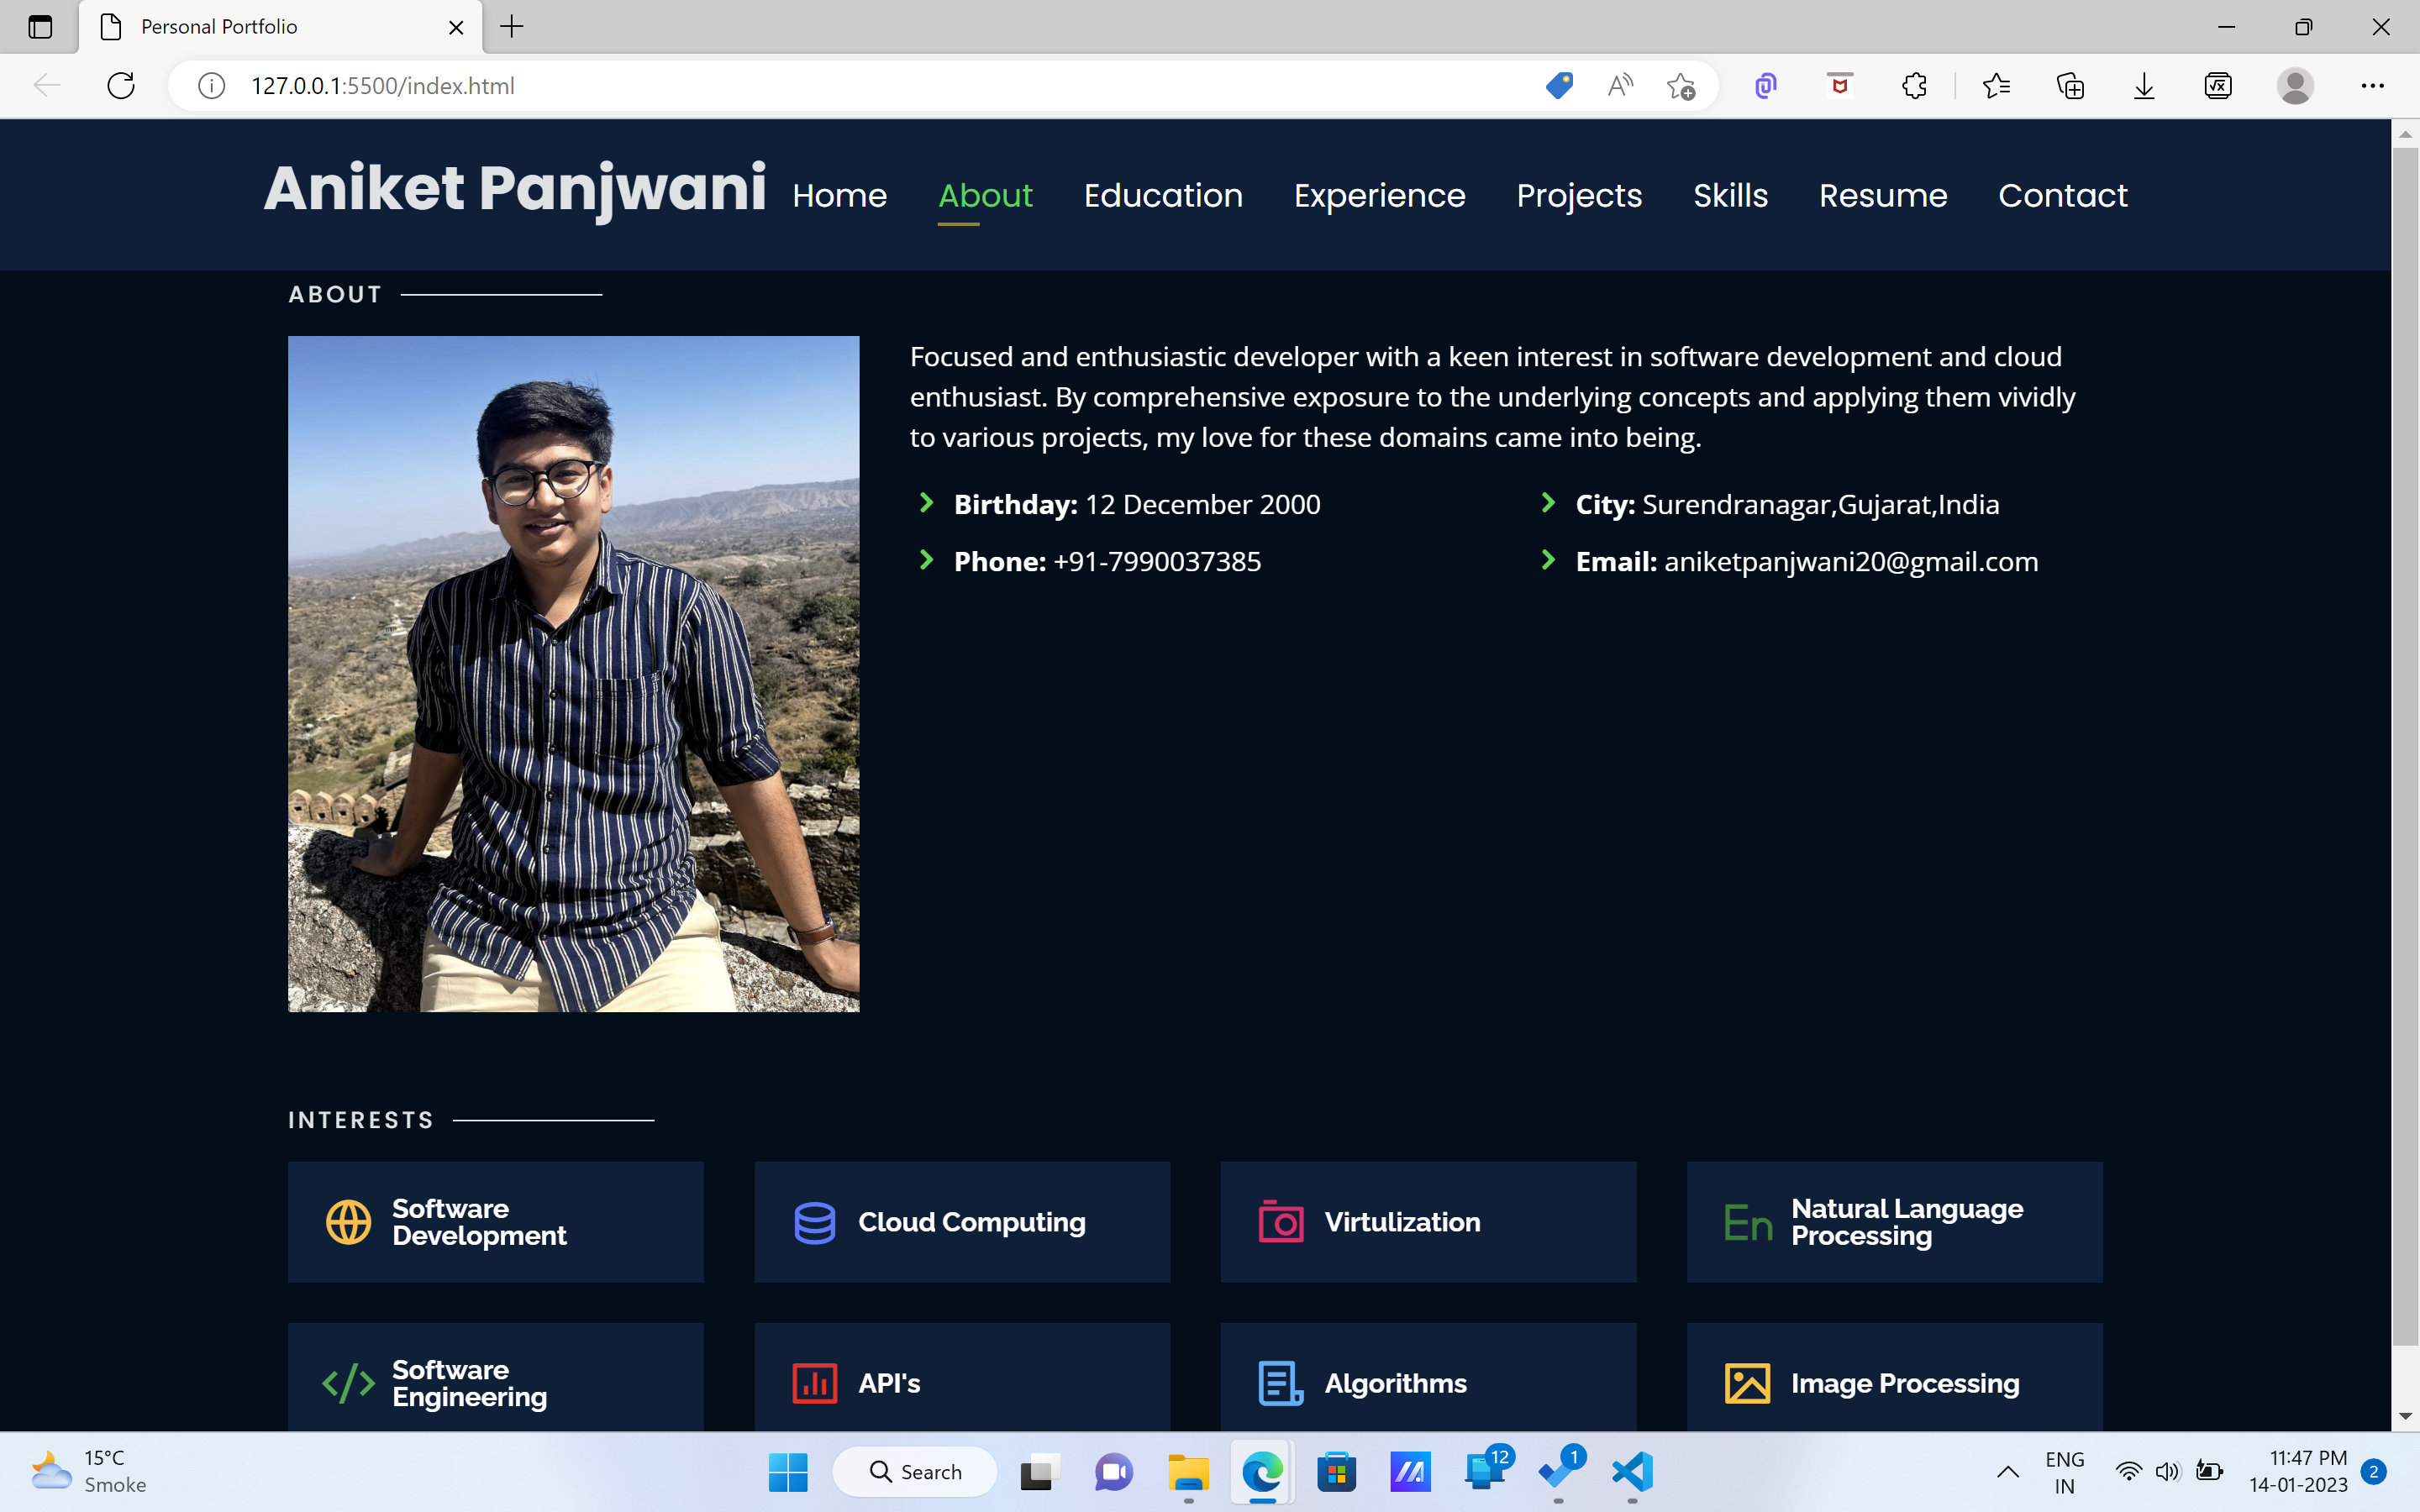 Personal Portfolio
127.0.0.1:5500/index.html
Aniket Panjwani
Home About Education Experience Projects Skills Resume Contact
ABOUT
Focused and enthusiastic developer with a keen interest in software development and cloud
enthusiast. By comprehensive exposure to the underlying concepts and applying them vividly
to various projects, my love for these domains came into being.
Birthday: 12 December 2000
City: Surendranagar,Gujarat,India
Phone: +91-7990037385
Email: aniketpanjwani20@gmail.com
INTERESTS
Software
Development
Cloud Computing
Virtulization
En
Natural Language
Processing
Software
Engineering
API's
Algorithms
Image Processing
15°C
Smoke
Search
12
1
ENG
IN
11:47 PM
14-01-2023
2